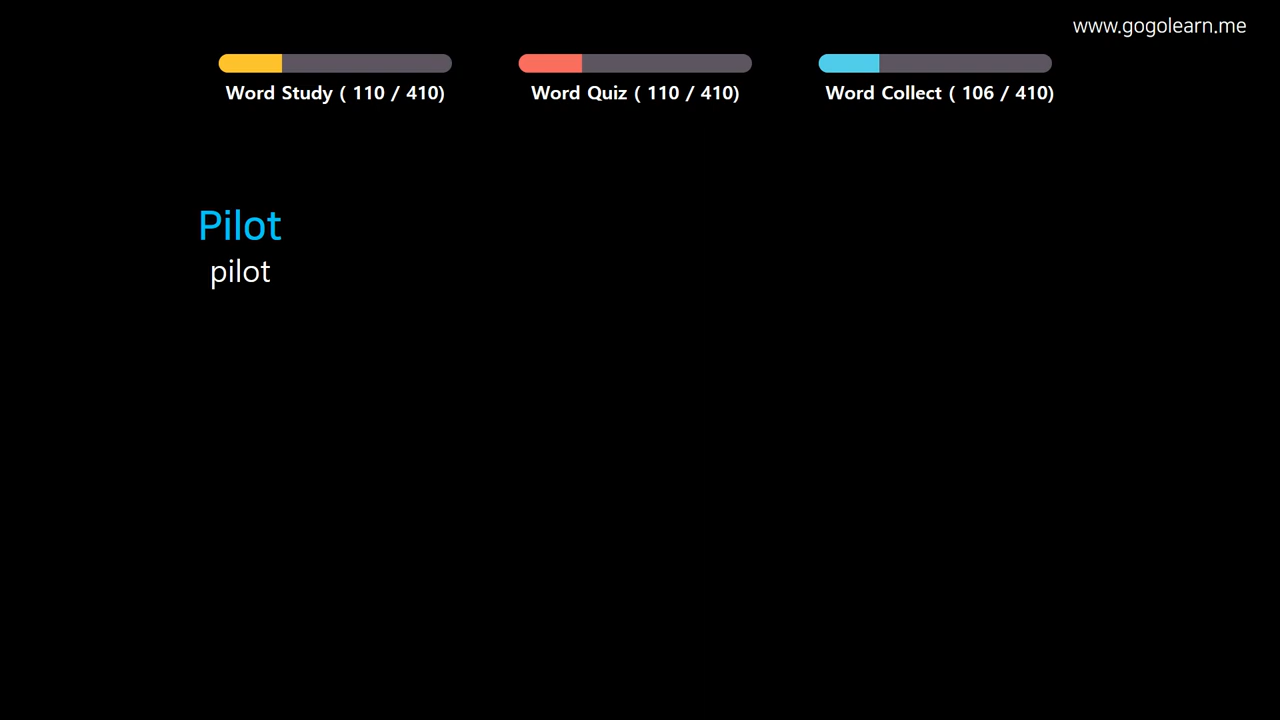 www.gogolearn.me
Word Study ( 110 / 410)
Word Quiz ( 110 / 410)
Word Collect ( 106 / 410)
Pilot
pilot